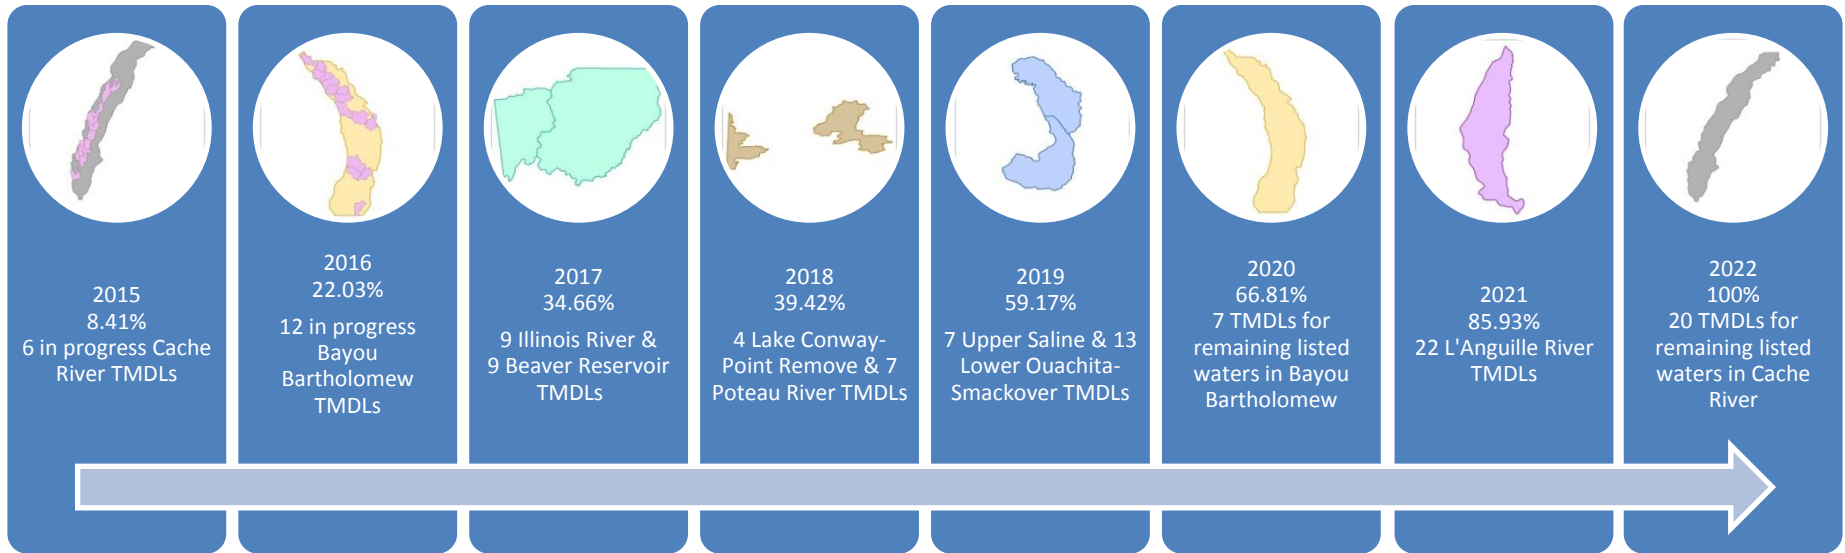 2015
8.41%
6 in progress Cache
River TMDLs
2016
22.03%
12 in progress
Bayou
Bartholomew
TMDLs
2017
34.66%
9 Illinois River &
9 Beaver Reservoir
TMDLs
2018
39.42%
4 Lake Conway-
Point Remove & 7
Poteau River TMDLs
2019
59.17%
7 Upper Saline & 13
Lower Ouachita-
Smackover TMDLs
2020
66.81%
7 TMDLs for
remaining listed
waters in Bayou
Bartholomew
2021
85.93%
22 L'Anguille River
TMDLs
2022
100%
20 TMDLs for
remaining listed
waters in Cache
River